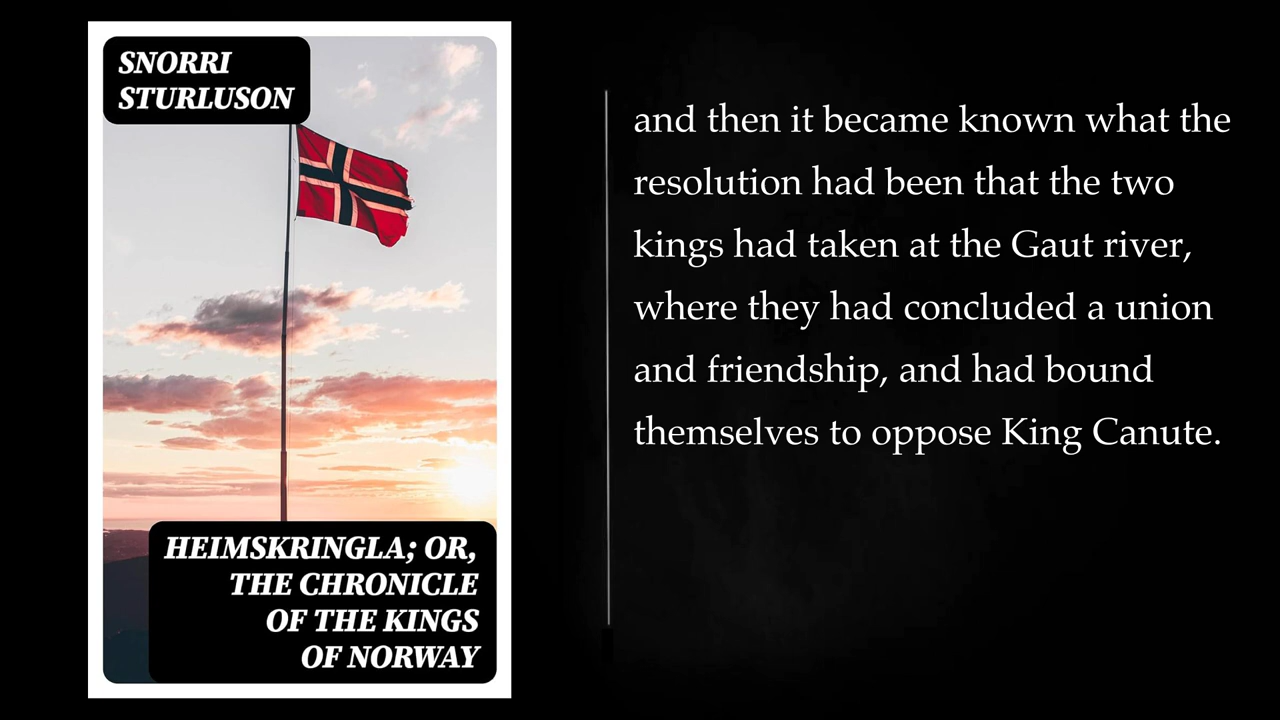 SNORRI
STURLUSON
HEIMSKRINGLA; OR,
THE CHRONICLE
OF THE KINGS
OF NORWAY
and then it became known what the
resolution had been that the two
kings had taken at the Gaut river,
where they had concluded a union
and friendship, and had bound
themselves to oppose King Canute.